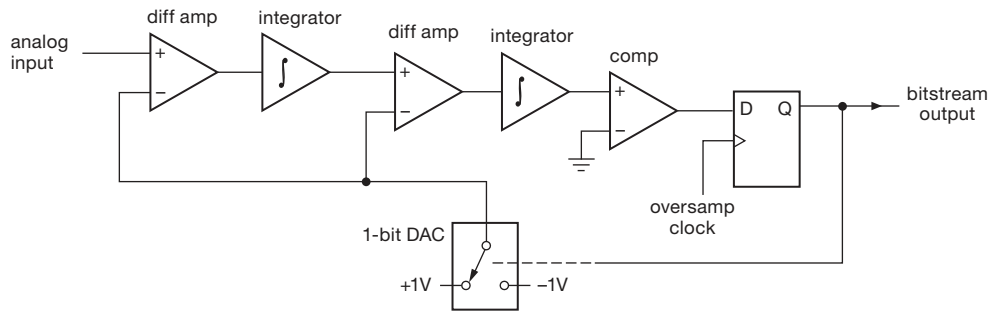 diff amp
integrator
diff amp
integrator
comp
analog
input
+
−
∫
+
−
∫
+
−
D Q
bitstream
output
oversamp
clock
1-bit DAC
+1V
−1V